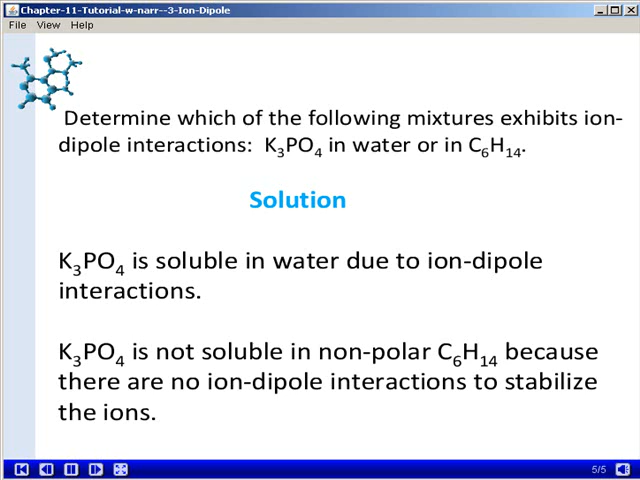 Chapter-11-Tutorial-w-narr--3-Ion-Dipole
File View Help
Determine which of the following mixtures exhibits ion-
dipole interactions: K₃PO₄ in water or in C₆H₁₄.
Solution
K₃PO₄ is soluble in water due to ion-dipole
interactions.
K₃PO₄ is not soluble in non-polar C₆H₁₄ because
there are no ion-dipole interactions to stabilize
the ions.
5/5